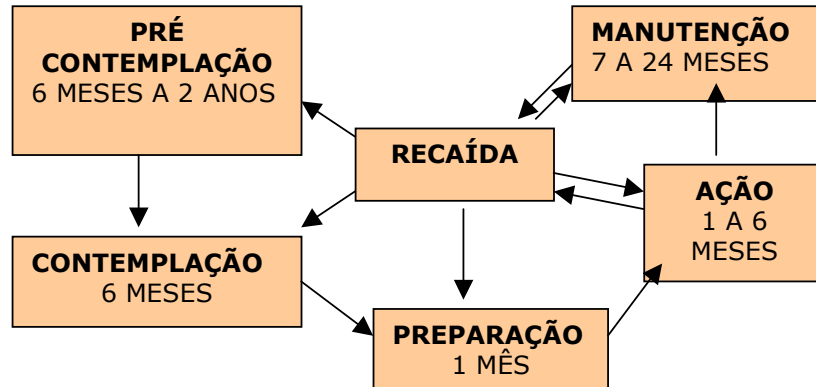 PRÉ
CONTEMPLAÇÃO
6 MESES A 2 ANOS
MANUTENÇÃO
7 A 24 MESES
RECAÍDA
AÇÃO
1 A 6
MESES
CONTEMPLAÇÃO
6 MESES
PREPARAÇÃO
1 MÊS